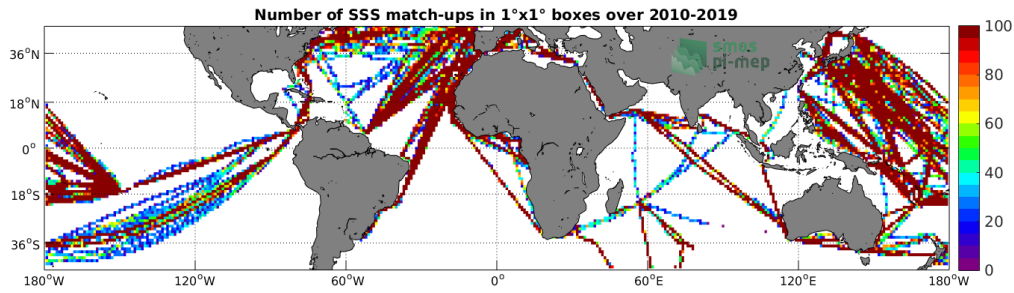 Number of SSS match-ups in 1°x1° boxes over 2010-2019
smos
pi-mep
36°N
18°N
0°
18°S
36°S
180°W
120°W
60°W
0°
60°E
120°E
180°W
100
80
60
40
20
0